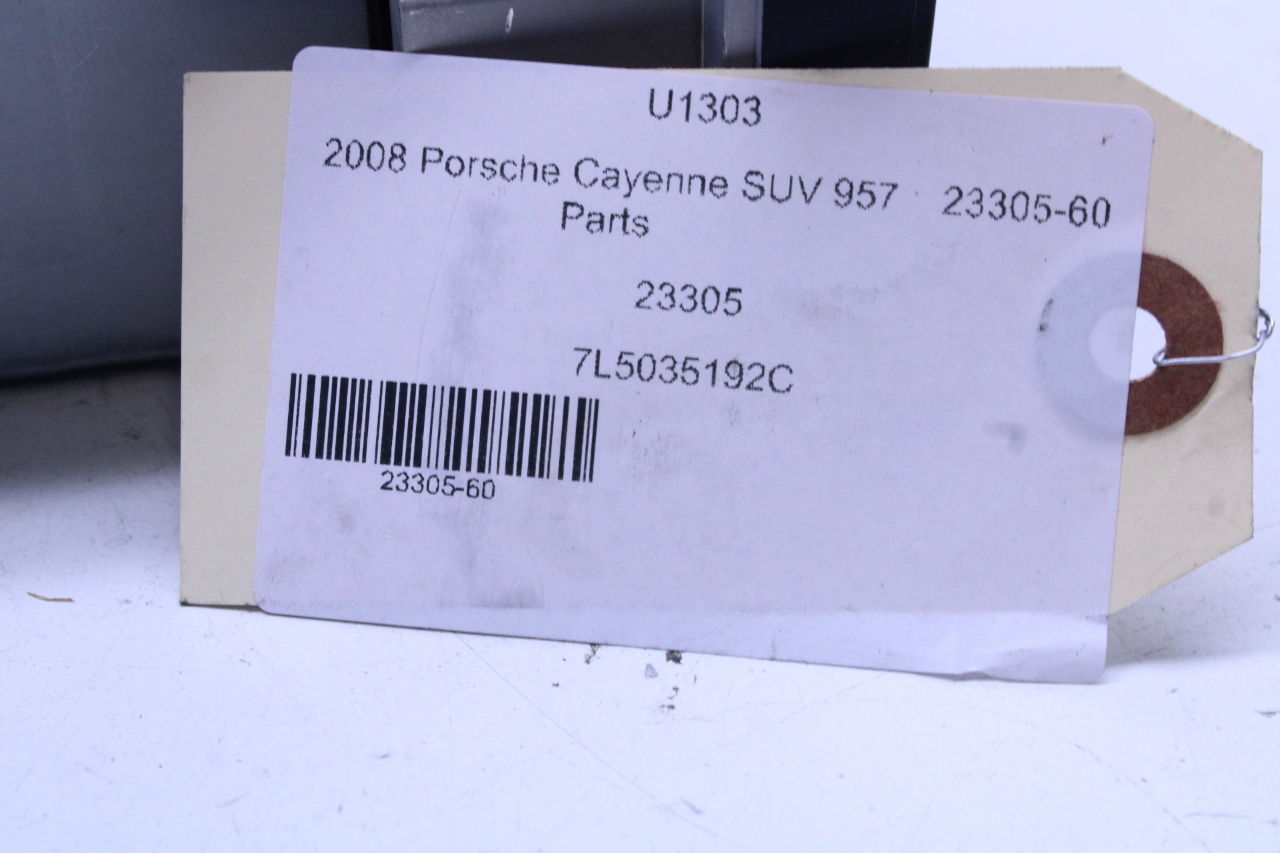 U1303
2008 Porsche Cayenne SUV 957 23305-60
Parts
23305
7L5035192C
23305-60